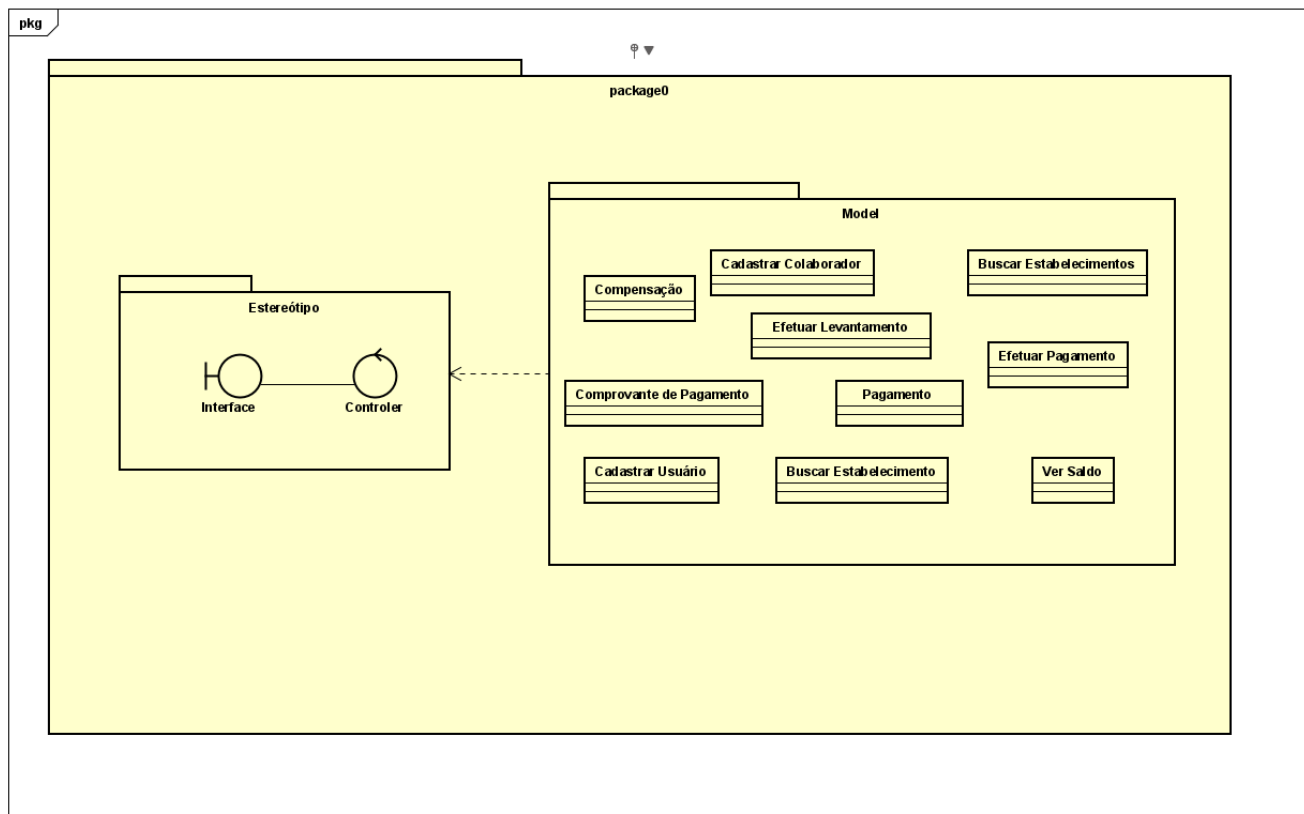 pkg
package0
Model
Cadastrar Colaborador
Buscar Estabelecimentos
Compensação
Estereótipo
Efetuar Levantamento
Efetuar Pagamento
Comprovante de Pagamento
Pagamento
Interface
Controler
Cadastrar Usuário
Buscar Estabelecimento
Ver Saldo